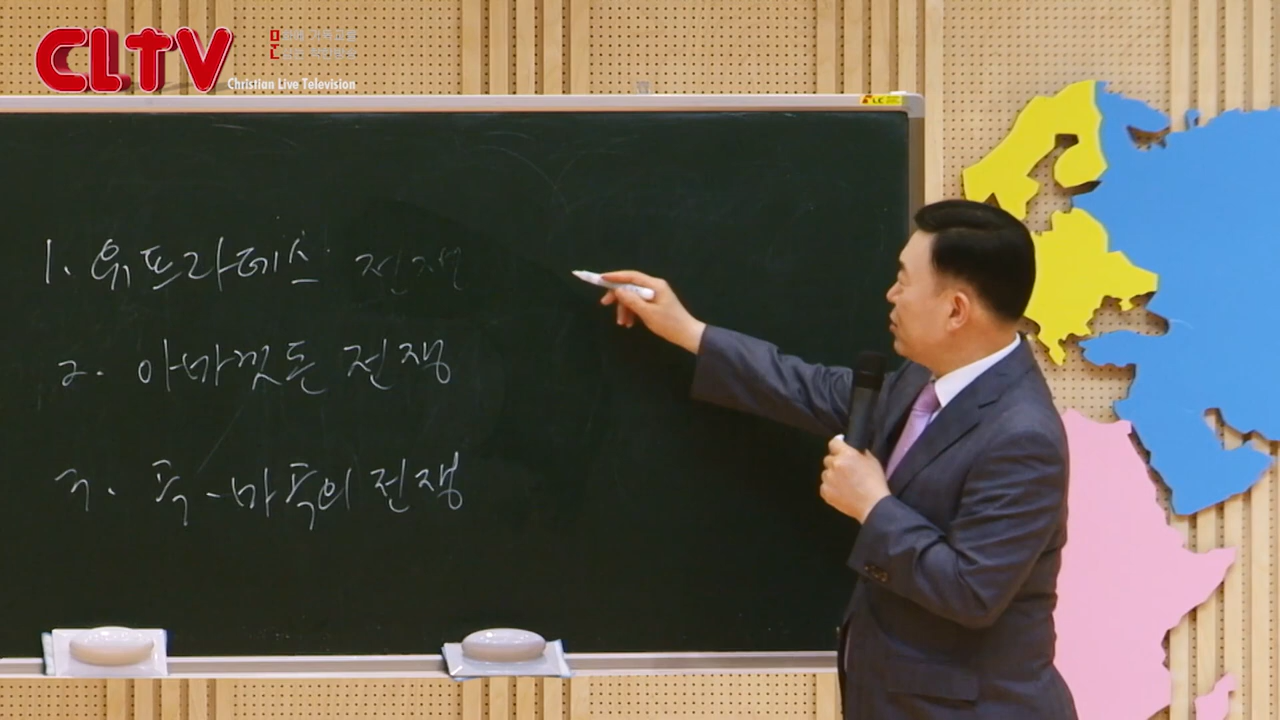 CLTV
Christian Live Television
1. 유프라테스 전쟁
2. 아마겟돈 전쟁
3. 곡-마곡의 전쟁